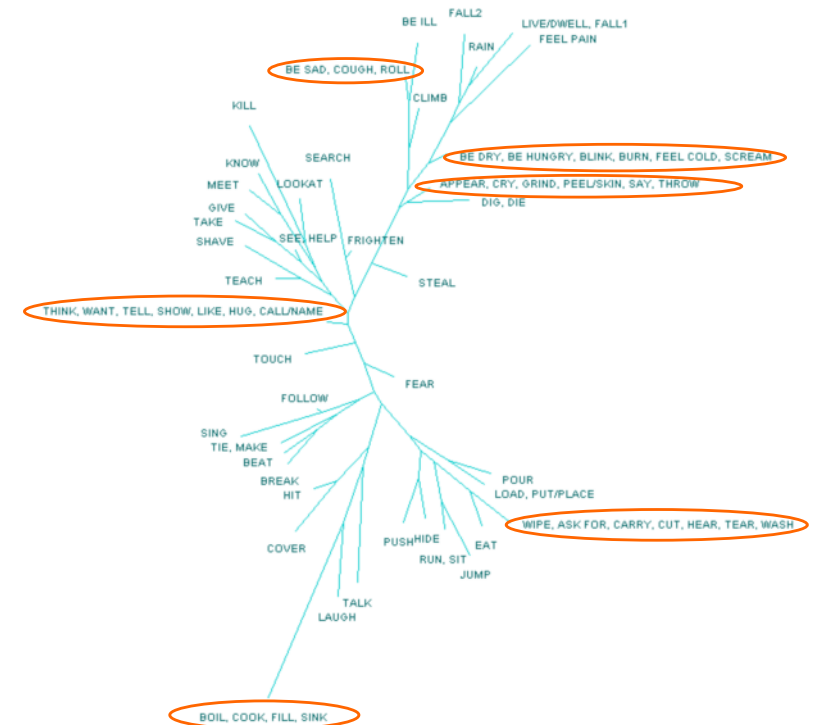 FALL2
BE ILL
LIVE/DWELL, FALL1
FEEL PAIN
RAIN
BE SAD, COUGH, ROLL
CLIMB
KILL
SEARCH
BE DRY, BE HUNGRY, BLINK, BURN, FEEL COLD, SCREAM
KNOW
MEET
LOOKAT
APPEAR, CRY, GRIND, PEEL/SKIN, SAY, THROW
DIG, DIE
GIVE
TAKE
SHAVE
SEE, HELP
FRIGHTEN
TEACH
STEAL
THINK, WANT, TELL, SHOW, LIKE, HUG, CALL/NAME
TOUCH
FEAR
FOLLOW
SING
TIE, MAKE
BEAT
BREAK
HIT
POUR
LOAD, PUT/PLACE
WIPE, ASK FOR, CARRY, CUT, HEAR, TEAR, WASH
COVER
PUSH
HIDE
EAT
RUN, SIT
JUMP
TALK
LAUGH
BOIL, COOK, FILL, SINK